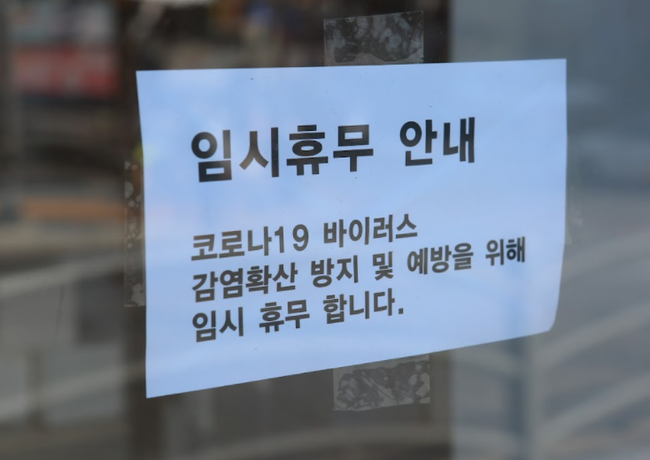 임시휴무 안내
코로나19 바이러스
감염확산 방지 및 예방을 위해
임시 휴무 합니다.